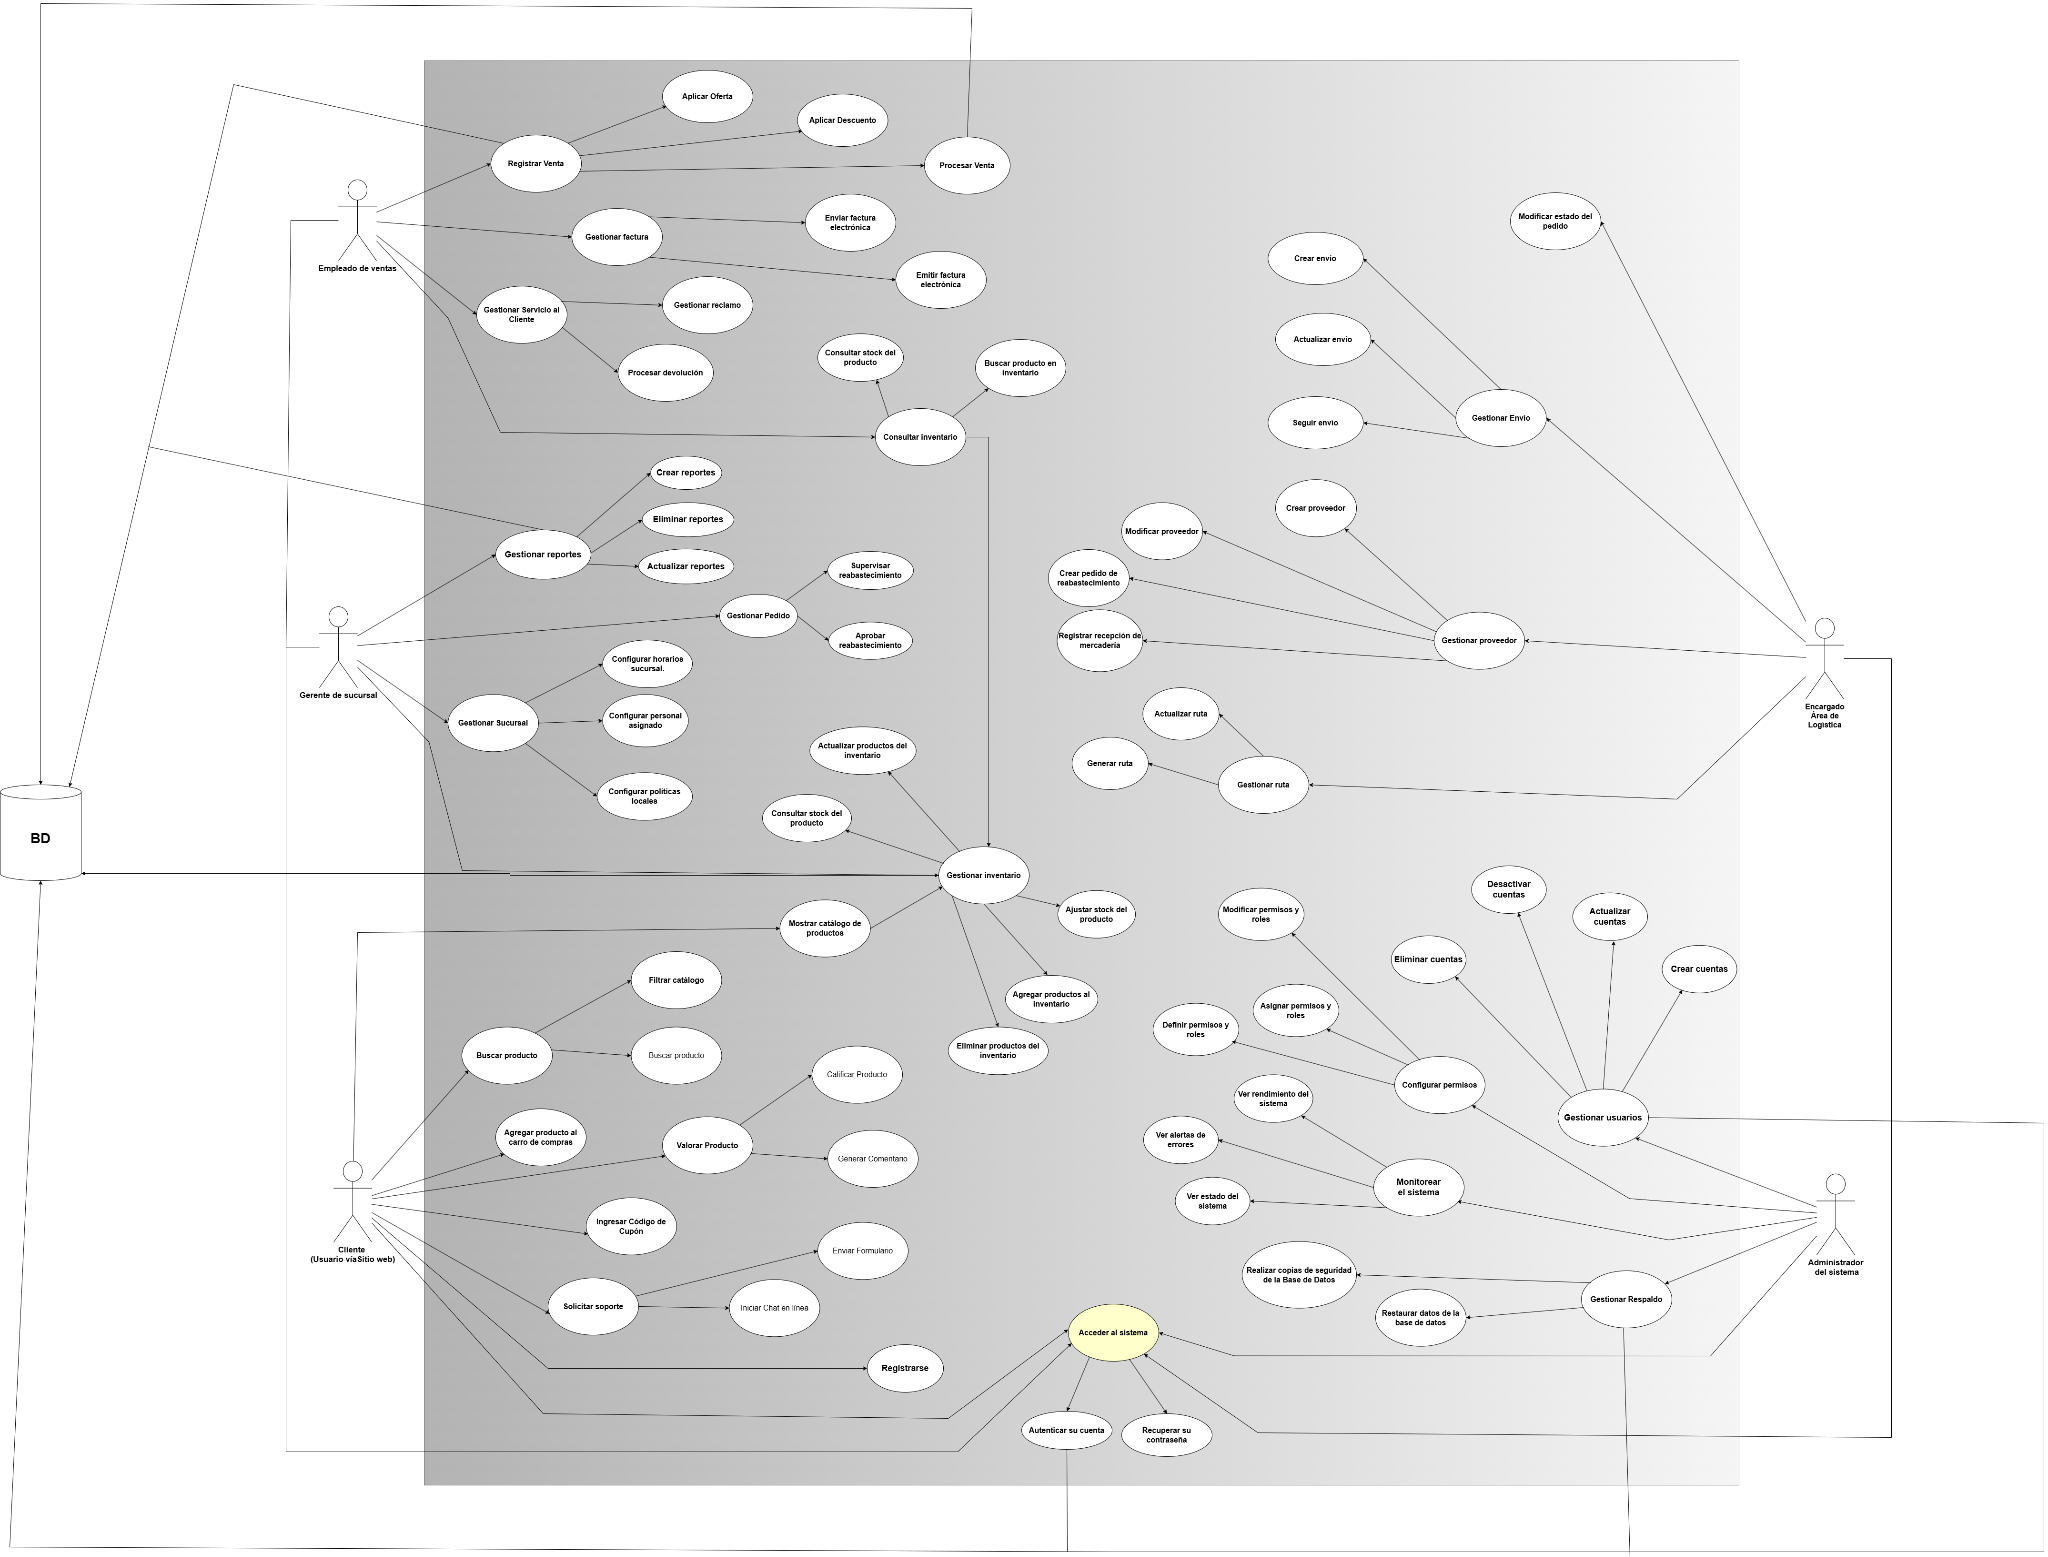 Aplicar Oferta
Aplicar Descuento
Registrar Venta
Procesar Venta
Empleado de ventas
Gestionar factura
Enviar factura
electrónica
Emitir factura
electrónica
Gestionar Servicio al
Cliente
Gestionar reclamo
Procesar devolución
Consultar stock del
producto
Buscar producto en
inventario
Consultar inventario
Modificar estado del
pedido
Crear envío
Actualizar envío
Seguir envío
Gestionar Envío
Crear reportes
Eliminar reportes
Actualizar reportes
Gestionar reportes
Supervisar
reabastecimiento
Gestionar Pedido
Aprobar
reabastecimiento
Gerente de sucursal
Configurar horarios
sucursal.
Gestionar Sucursal
Configurar personal
asignado
Configurar políticas
locales
Crear proveedor
Modificar proveedor
Crear pedido de
reabastecimiento
Registrar recepción de
mercadería
Gestionar proveedor
Encargado
Área de
Logística
Actualizar ruta
Generar ruta
Gestionar ruta
BD
Actualizar productos del
inventario
Consultar stock del
producto
Gestionar inventario
Ajustar stock del
producto
Mostrar catálogo de
productos
Agregar productos al
inventario
Eliminar productos del
inventario
Filtrar catálogo
Buscar producto
Buscar producto
Calificar Producto
Agregar producto al
carro de compras
Valorar Producto
Generar Comentario
Cliente
(Usuario víaSitio web)
Ingresar Código de
Cupón
Enviar Formulario
Solicitar soporte
Iniciar Chat en línea
Registrarse
Desactivar
cuentas
Actualizar
cuentas
Eliminar cuentas
Crear cuentas
Gestionar usuarios
Modificar permisos y
roles
Asignar permisos y
roles
Definir permisos y
roles
Configurar permisos
Ver rendimiento del
sistema
Ver alertas de
errores
Ver estado del
sistema
Monitorear
el sistema
Administrador
del sistema
Realizar copias de seguridad
de la Base de Datos
Restaurar datos de la
base de datos
Gestionar Respaldo
Acceder al sistema
Autenticar su cuenta
Recuperar su
contraseña